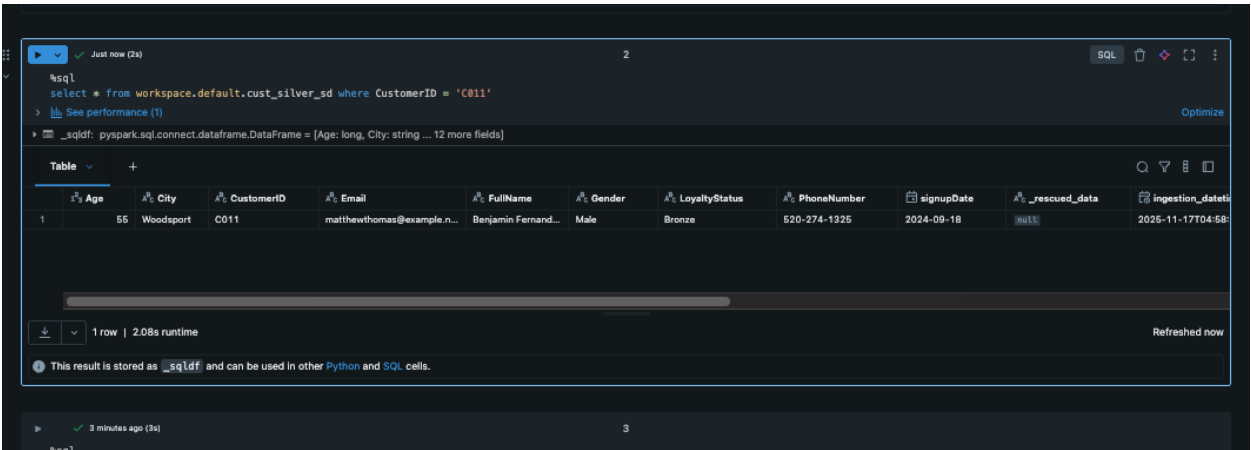 Just now (2s)
2
SQL
%sql
select * from workspace.default.cust_silver_sd where CustomerID = 'C011'
See performance (1)
Optimize
_sqldf: pyspark.sql.connect.dataframe.DataFrame = [Age: long, City: string ... 12 more fields]
Table
+
Age City CustomerID Email FullName Gender LoyaltyStatus PhoneNumber signupDate _rescued_data ingestion_dateti
1 55 Woodsport C011 matthewthomas@example.n... Benjamin Fernand... Male Bronze 520-274-1325 2024-09-18 null 2025-11-17T04:58:
1 row | 2.08s runtime
Refreshed now
This result is stored as _sqldf and can be used in other Python and SQL cells.
3 minutes ago (3s)
3